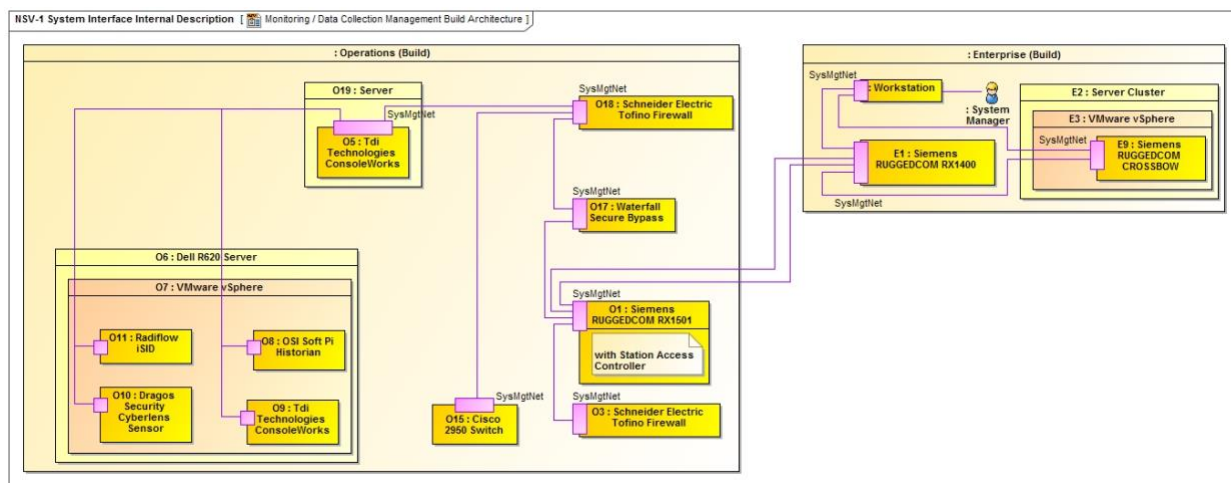 NSV-1 System Interface Internal Description [ Monitoring / Data Collection Management Build Architecture ]
: Operations (Build)
O19 : Server
SysMgtNet
O5 : Tdi
Technologies
ConsoleWorks
SysMgtNet
O18 : Schneider Electric
Tofino Firewall
O17 : Waterfall
Secure Bypass
O6 : Dell R620 Server
O7 : VMware vSphere
O11 : Radiflow
iSID
O8 : OSI Soft Pi
Historian
O10 : Dragos
Security
Cyberlens
Sensor
O9 : Tdi
Technologies
ConsoleWorks
SysMgtNet
O1 : Siemens
RUGGEDCOM RX1501
with Station Access
Controller
SysMgtNet
O15 : Cisco
2950 Switch
SysMgtNet
O3 : Schneider Electric
Tofino Firewall
: Enterprise (Build)
SysMgtNet
: Workstation
: System
Manager
E1 : Siemens
RUGGEDCOM RX1400
SysMgtNet
E2 : Server Cluster
E3 : VMware vSphere
SysMgtNet
E9 : Siemens
RUGGEDCOM
CROSSBOW